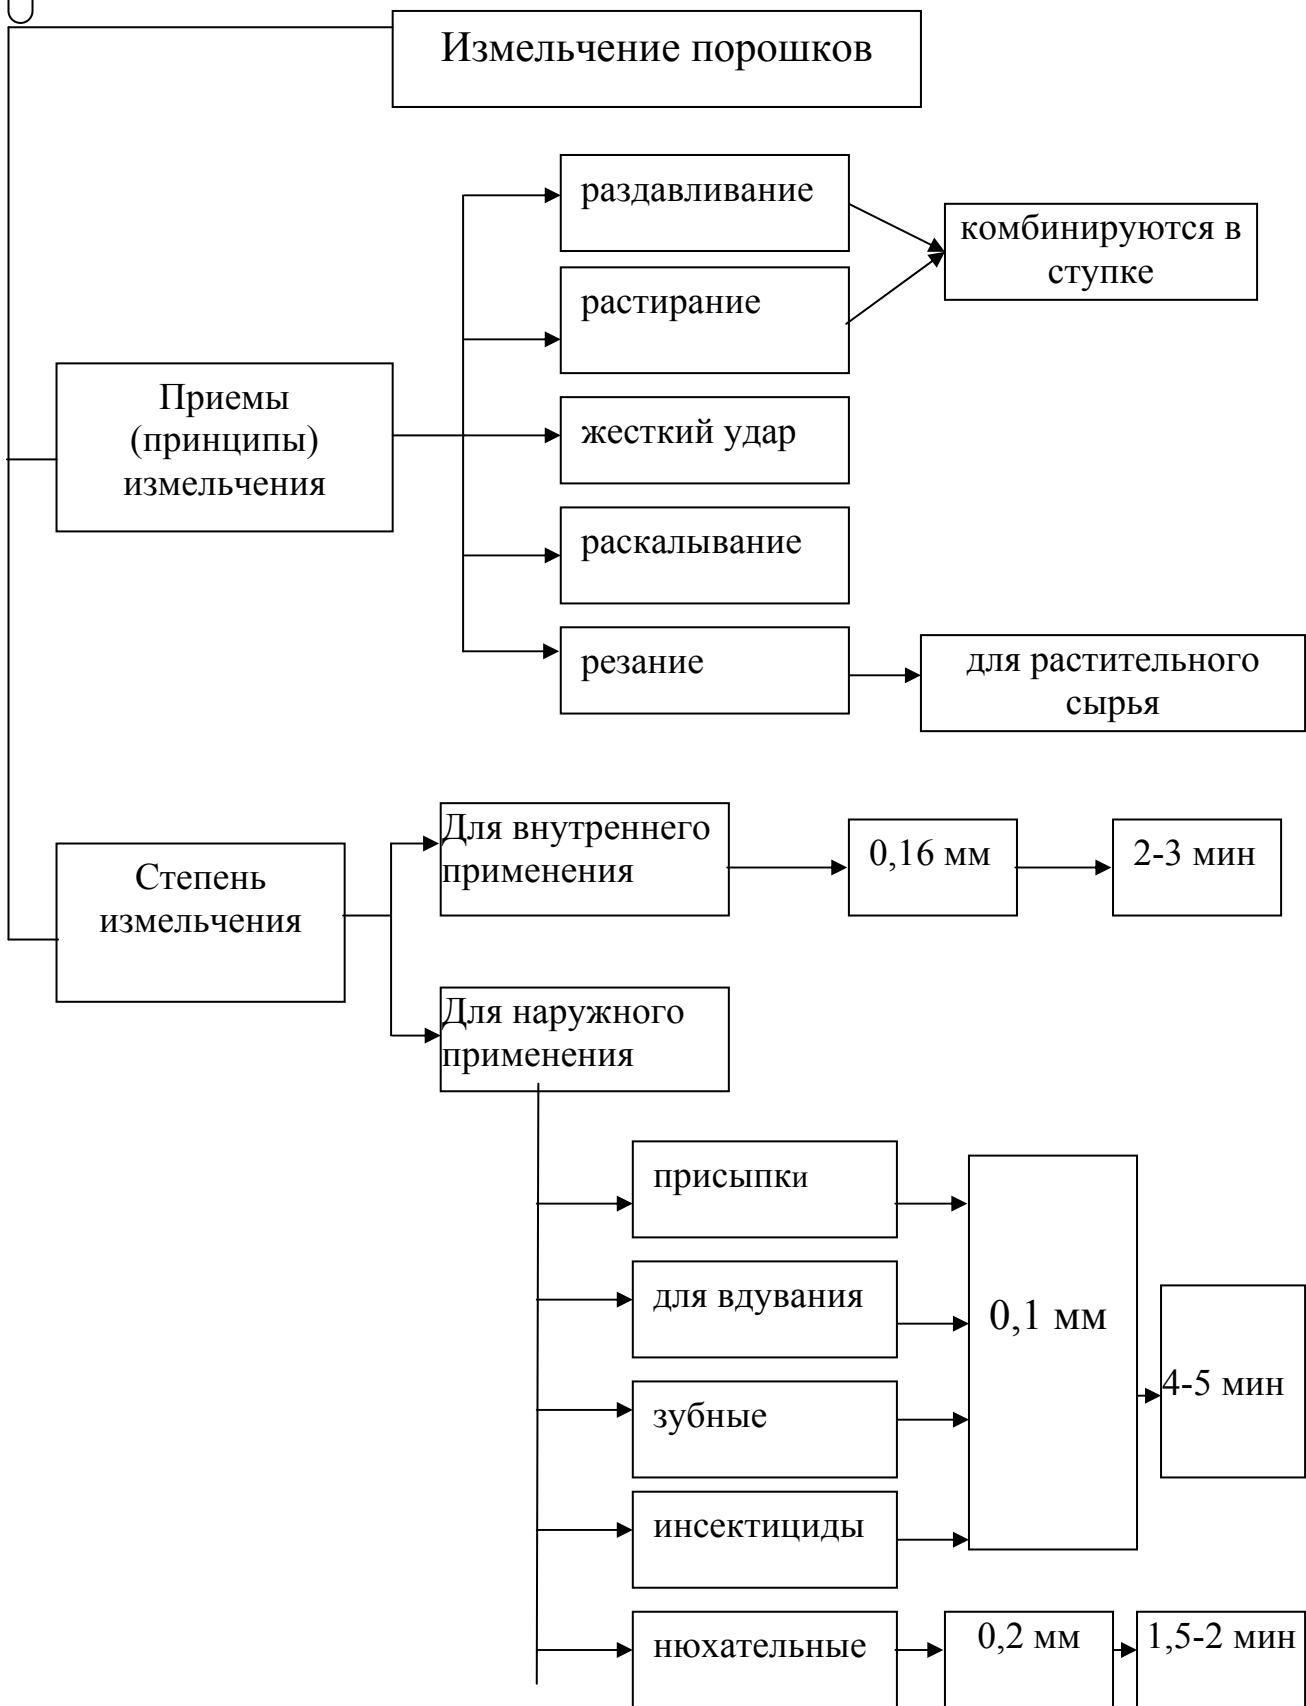 Измельчение порошков
раздавливание
комбинируются в
ступке
растирание
Приемы
(принципы)
измельчения
жесткий удар
раскалывание
резание
для растительного
сырья
Степень
измельчения
Для внутреннего
применения
0,16 мм
2-3 мин
Для наружного
применения
присыпки
для вдувания
зубные
инсектициды
0,1 мм
4-5 мин
нюхательные
0,2 мм
1,5-2 мин